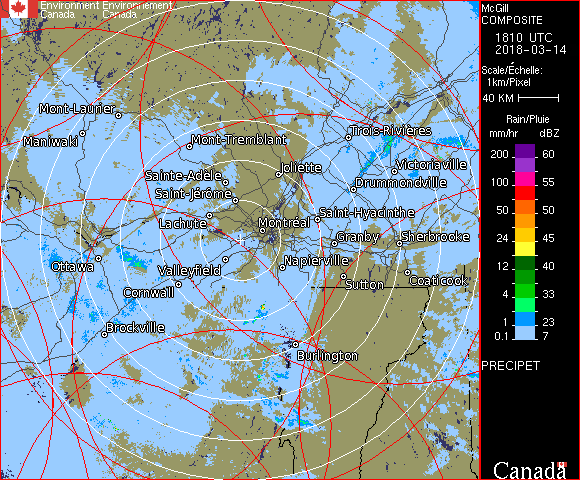 Environment Environnement
Canada Canada
McGill
COMPOSITE
1810 UTC
2018-03-14
Scale/Échelle:
1km/Pixel
40 KM
Rain/Pluie
mm/hr dBZ
200 60
100 55
50 50
24 45
12 40
4 33
1 23
0.1 7
PRECIPET
Canada
Mont-Laurier
Maniwaki
Mont-Tremblant
Trois-Rivières
Joliette
Victoriaville
Sainte-Adèle
Drummondville
Saint-Jérôme
Lachute
Montréal
Saint-Hyacinthe
Granby
Sherbrooke
Ottawa
Valleyfield
Napierville
Cornwall
Sutton
Coaticook
Brockville
Burlington